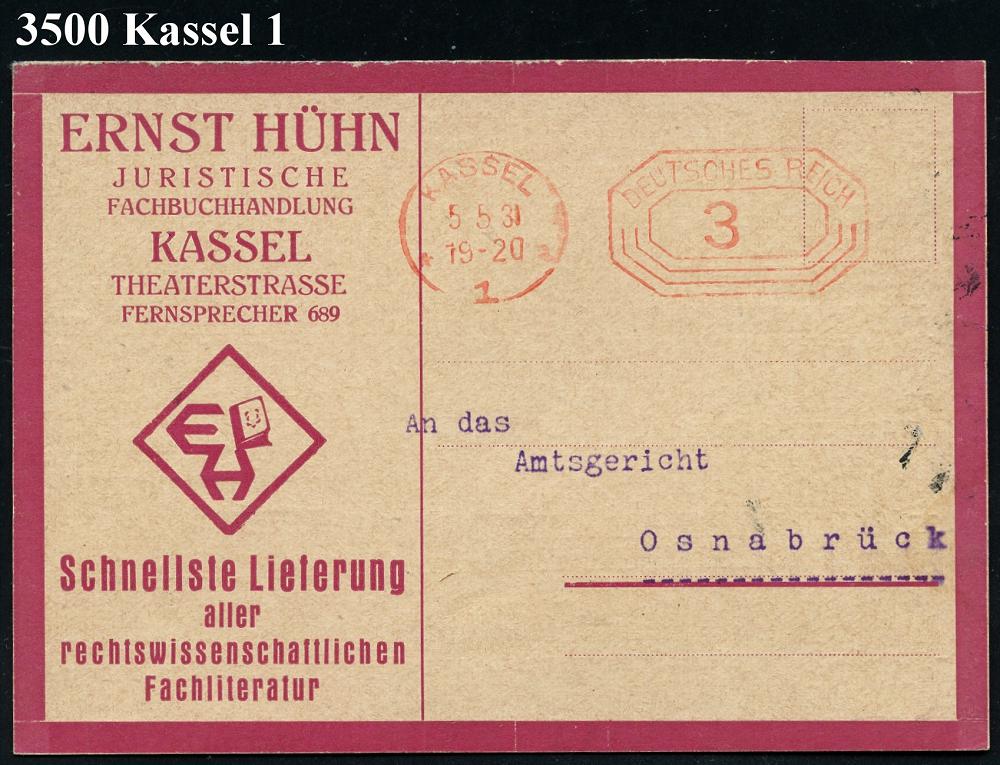 3500 Kassel 1
ERNST HÜHN
JURISTISCHE
FACHBUCHHANDLUNG
KASSEL
THEATERSTRASSE
FERNSPRECHER 689
EH
Schnellste Lieferung
aller
rechtswissenschaftlichen
Fachliteratur
KASSEL
5 5 31
19-20
1
DEUTSCHES REICH
3
An das
Amtsgericht
Osnabrück